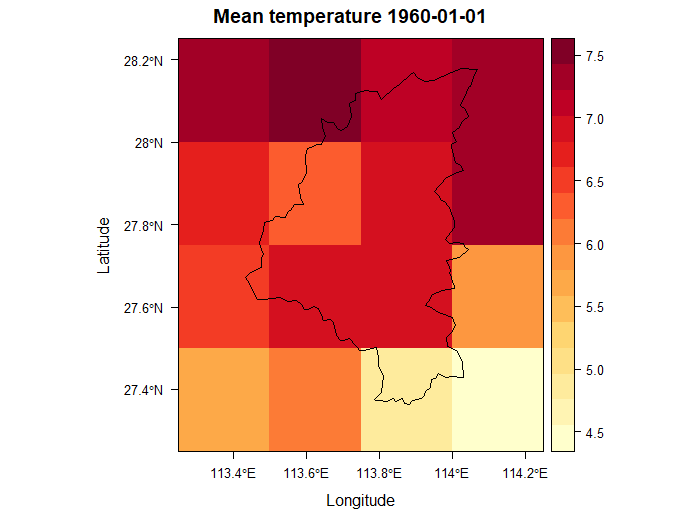 Mean temperature 1960-01-01
28.2°N
28°N
27.8°N
27.6°N
27.4°N
Latitude
113.4°E 113.6°E 113.8°E 114°E 114.2°E
Longitude
7.5
7.0
6.5
6.0
5.5
5.0
4.5